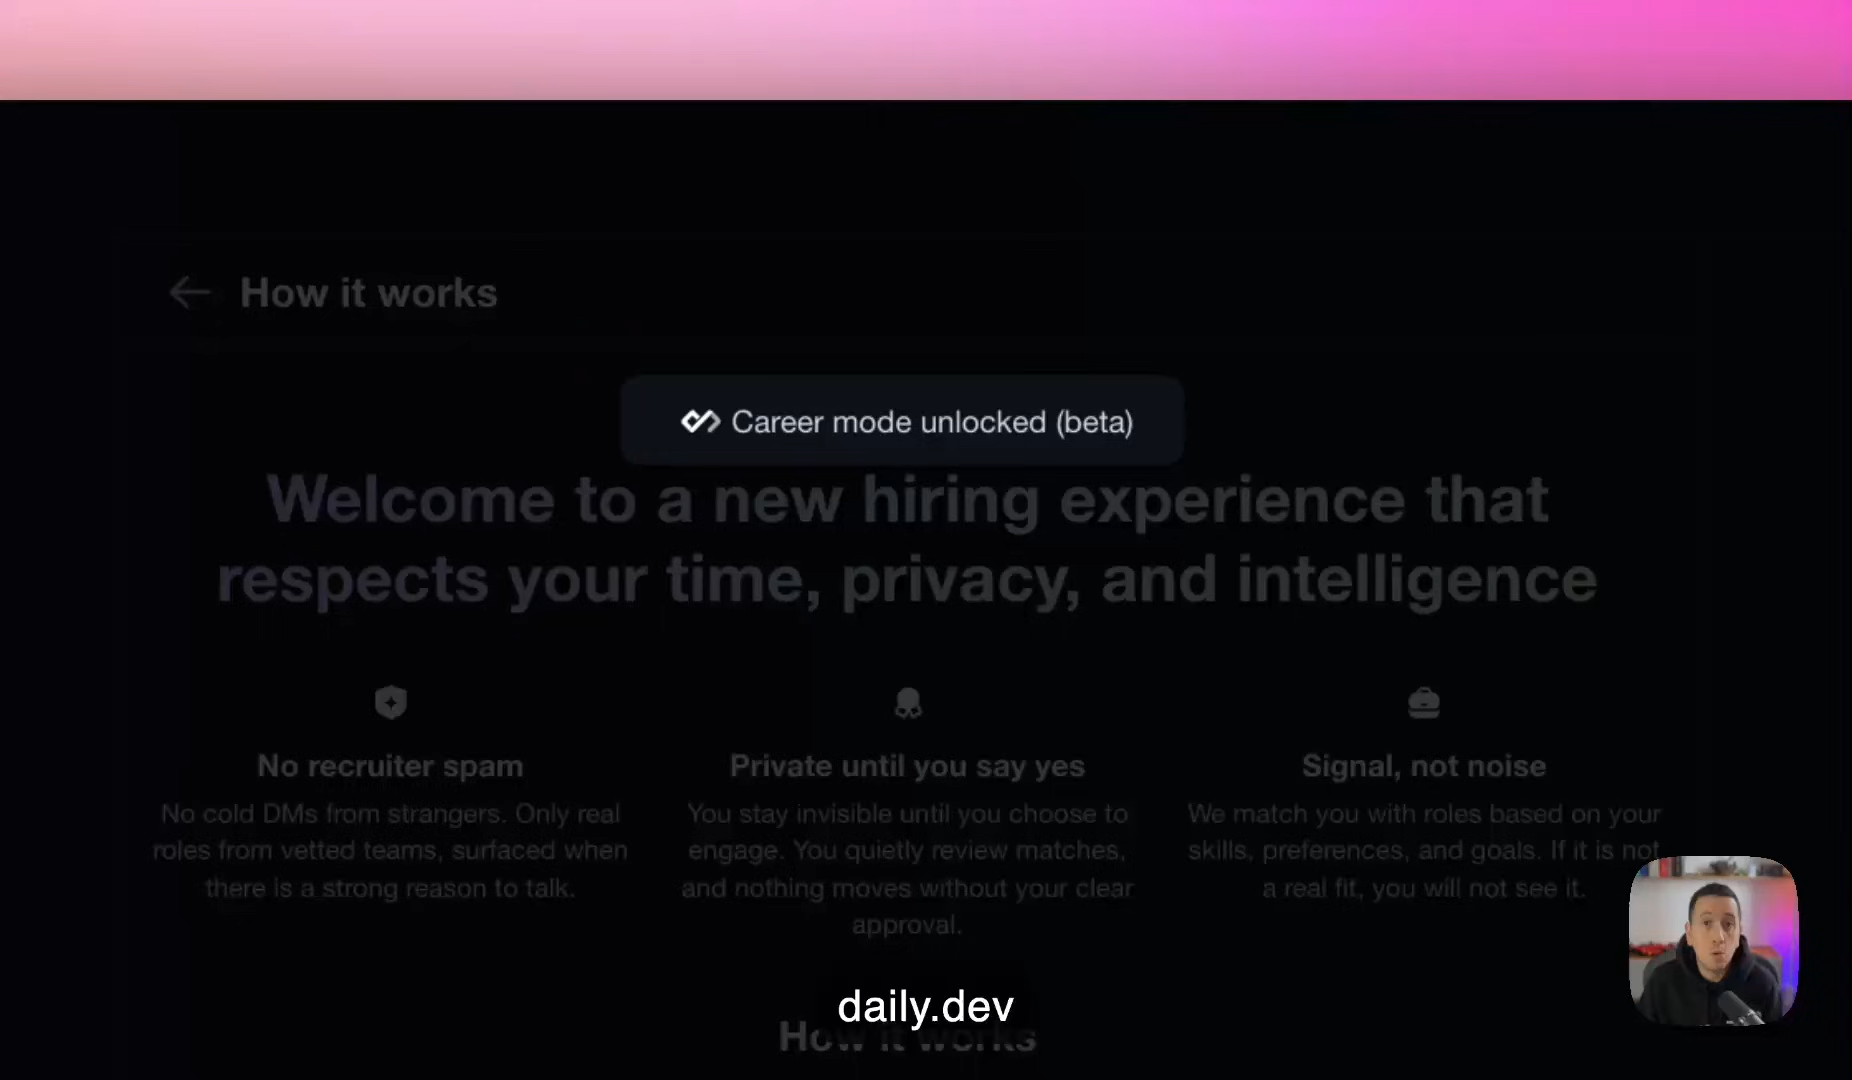 How it works
Career mode unlocked (beta)
Welcome to a new hiring experience that
respects your time, privacy, and intelligence
No recruiter spam
No cold DMs from strangers. Only real
roles from vetted teams, surfaced when
there is a strong reason to talk.
Private until you say yes
You stay invisible until you choose to
engage. You quietly review matches,
and nothing moves without your clear
approval.
Signal, not noise
We match you with roles based on your
skills, preferences, and goals. If it is not
a real fit, you will not see it.
daily.dev
How it works